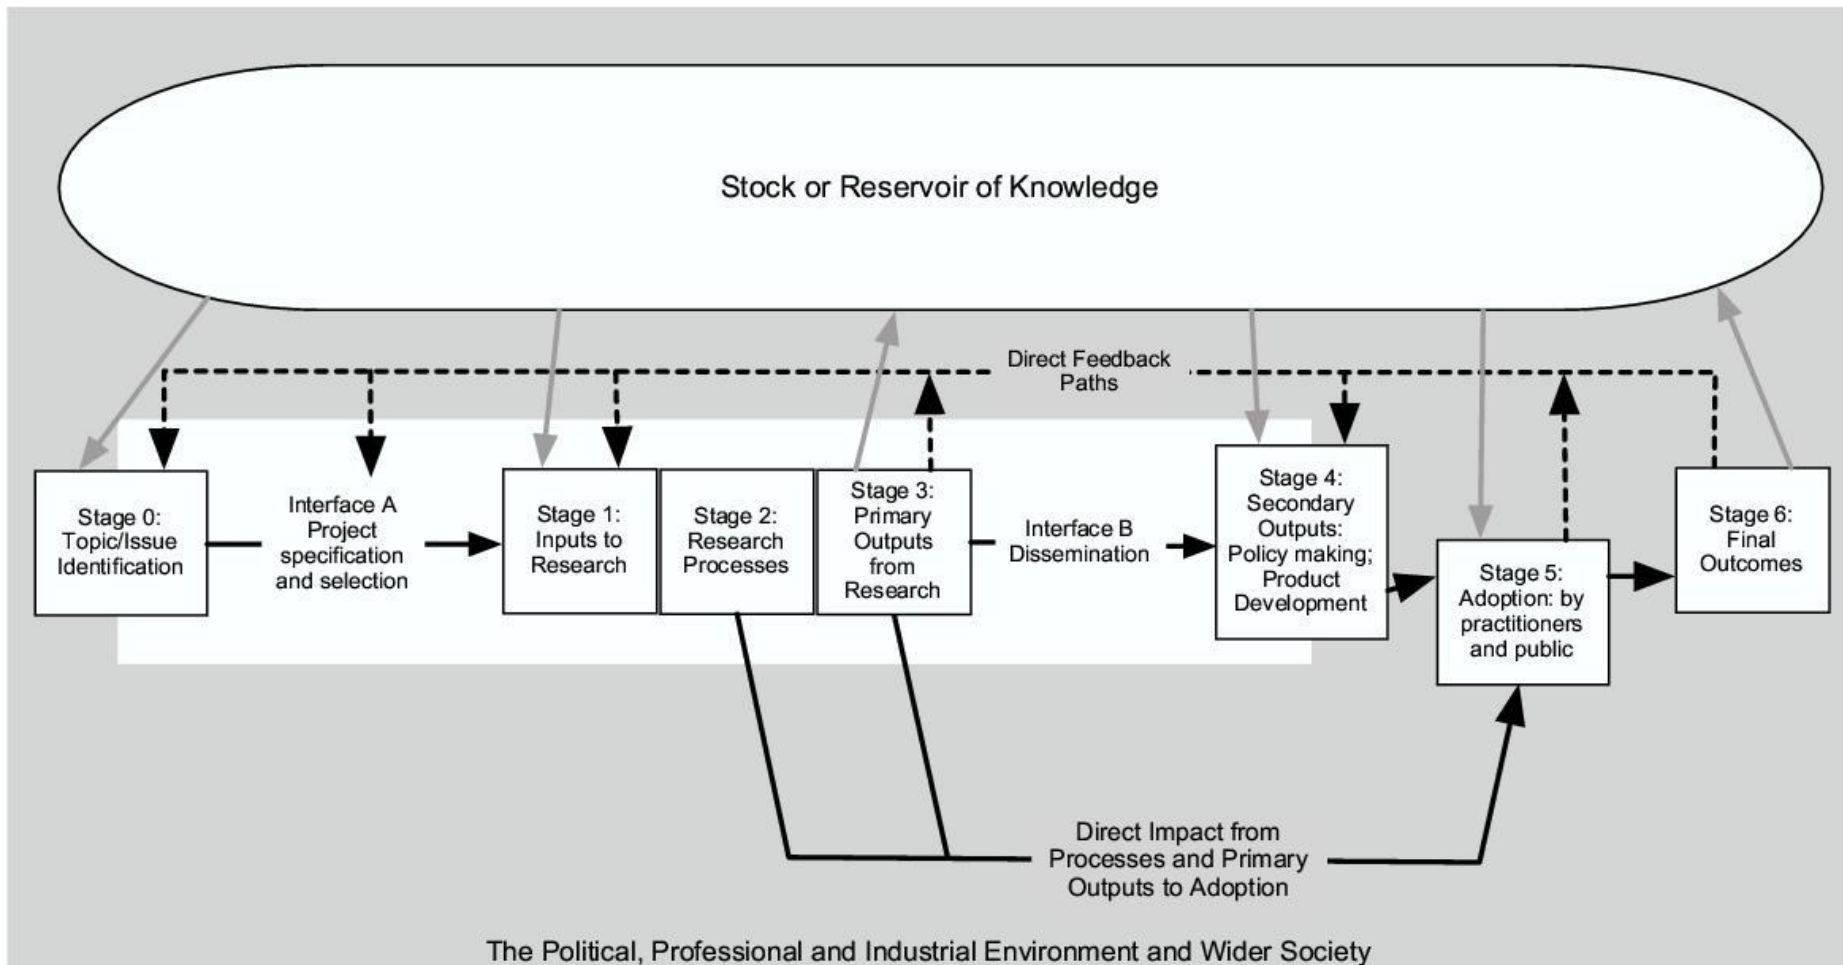 Stock or Reservoir of Knowledge
Direct Feedback
Paths
Stage 0:
Topic/Issue
Identification
Interface A
Project
specification
and selection
Stage 1:
Inputs to
Research
Stage 2:
Research
Processes
Stage 3:
Primary
Outputs
from
Research
Interface B
Dissemination
Stage 4:
Secondary
Outputs:
Policy making;
Product
Development
Stage 5:
Adoption: by
practitioners
and public
Stage 6:
Final
Outcomes
Direct Impact from
Processes and Primary
Outputs to Adoption
The Political, Professional and Industrial Environment and Wider Society